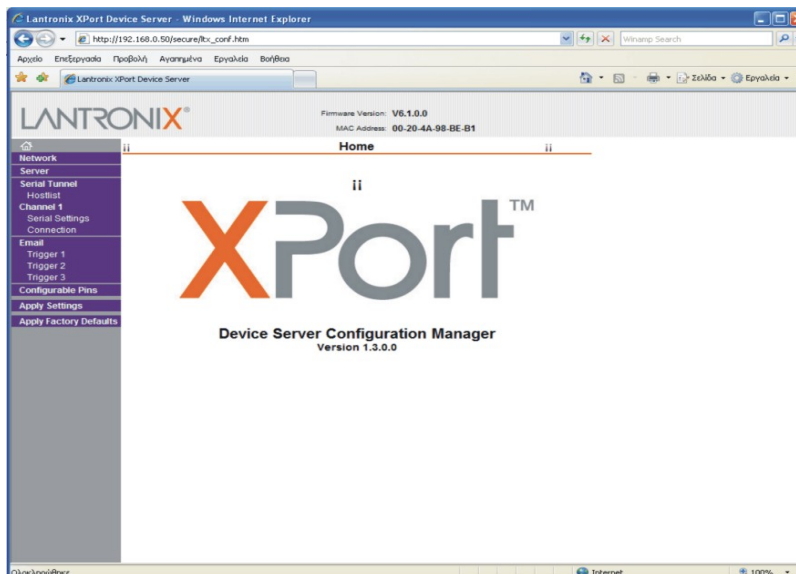 Lantronix XPort Device Server - Windows Internet Explorer
http://192.168.0.50/secure/ltx_conf.htm
Winamp Search
Αρχείο Επεξεργασία Προβολή Αγαπημένα Εργαλεία Βοήθεια
Lantronix XPort Device Server
Σελίδα Εργαλεία
LANTRONIX®
Firmware Version: V6.1.0.0
MAC Address: 00-20-4A-98-BE-B1
¡¡ Home ¡¡
Network
Server
Serial Tunnel
Hostlist
Channel 1
Serial Settings
Connection
Email
Trigger 1
Trigger 2
Trigger 3
Configurable Pins
Apply Settings
Apply Factory Defaults
¡¡
XPort™
Device Server Configuration Manager
Version 1.3.0.0
Ολοκληρώθηκε
Internet
100%